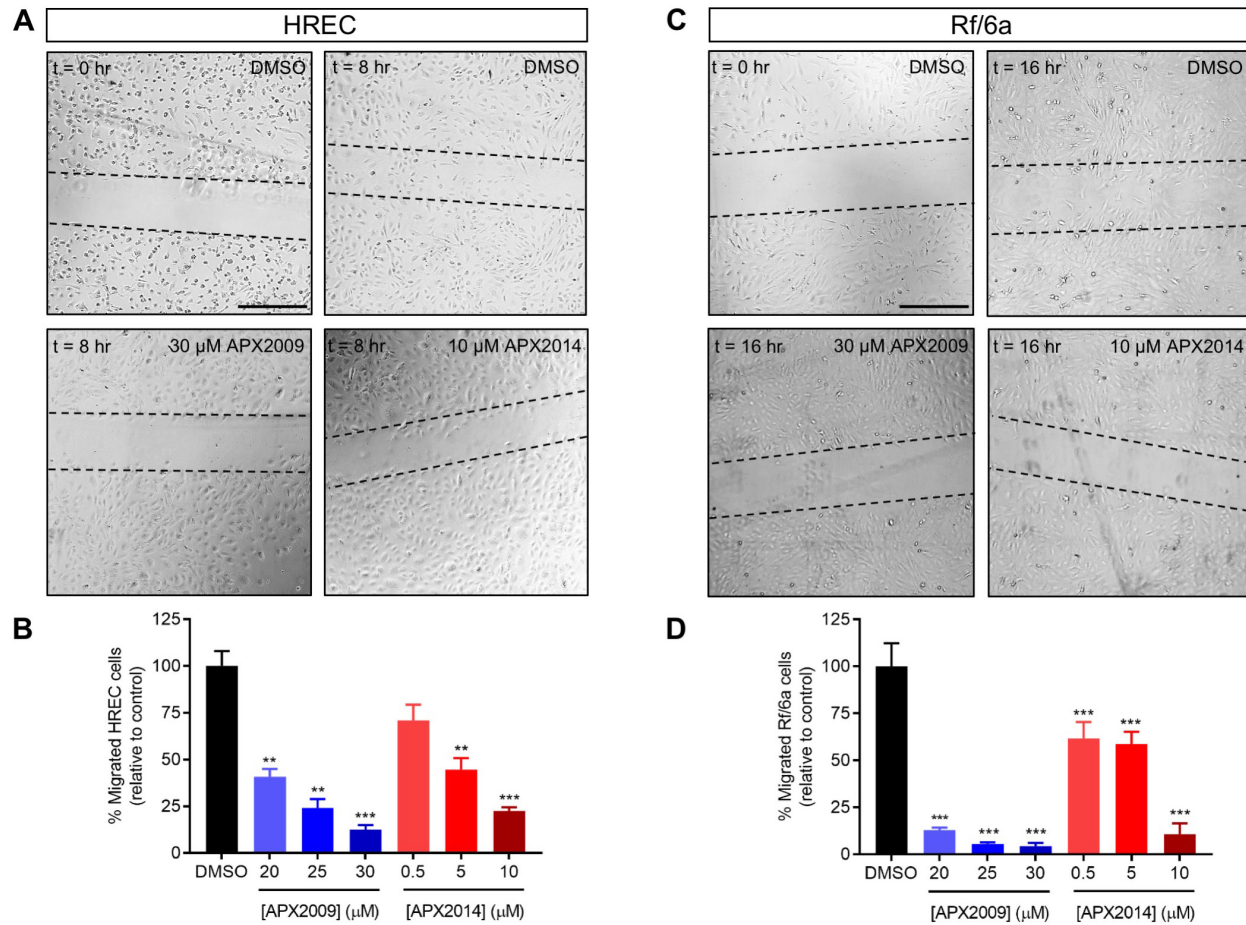 A
HREC
t = 0 hr
DMSO
t = 8 hr
DMSO
t = 8 hr
30 µM APX2009
t = 8 hr
10 µM APX2014
B
% Migrated HREC cells
(relative to control)
125
100
75
50
25
0
**
**
***
**
***
DMSO
20
25
30
0.5
5
10
[APX2009] (µM)
[APX2014] (µM)
C
Rf/6a
t = 0 hr
DMSO
t = 16 hr
DMSO
t = 16 hr
30 µM APX2009
t = 16 hr
10 µM APX2014
D
% Migrated Rf/6a cells
(relative to control)
125
100
75
50
25
0
***
***
***
***
***
***
DMSO
20
25
30
0.5
5
10
[APX2009] (µM)
[APX2014] (µM)